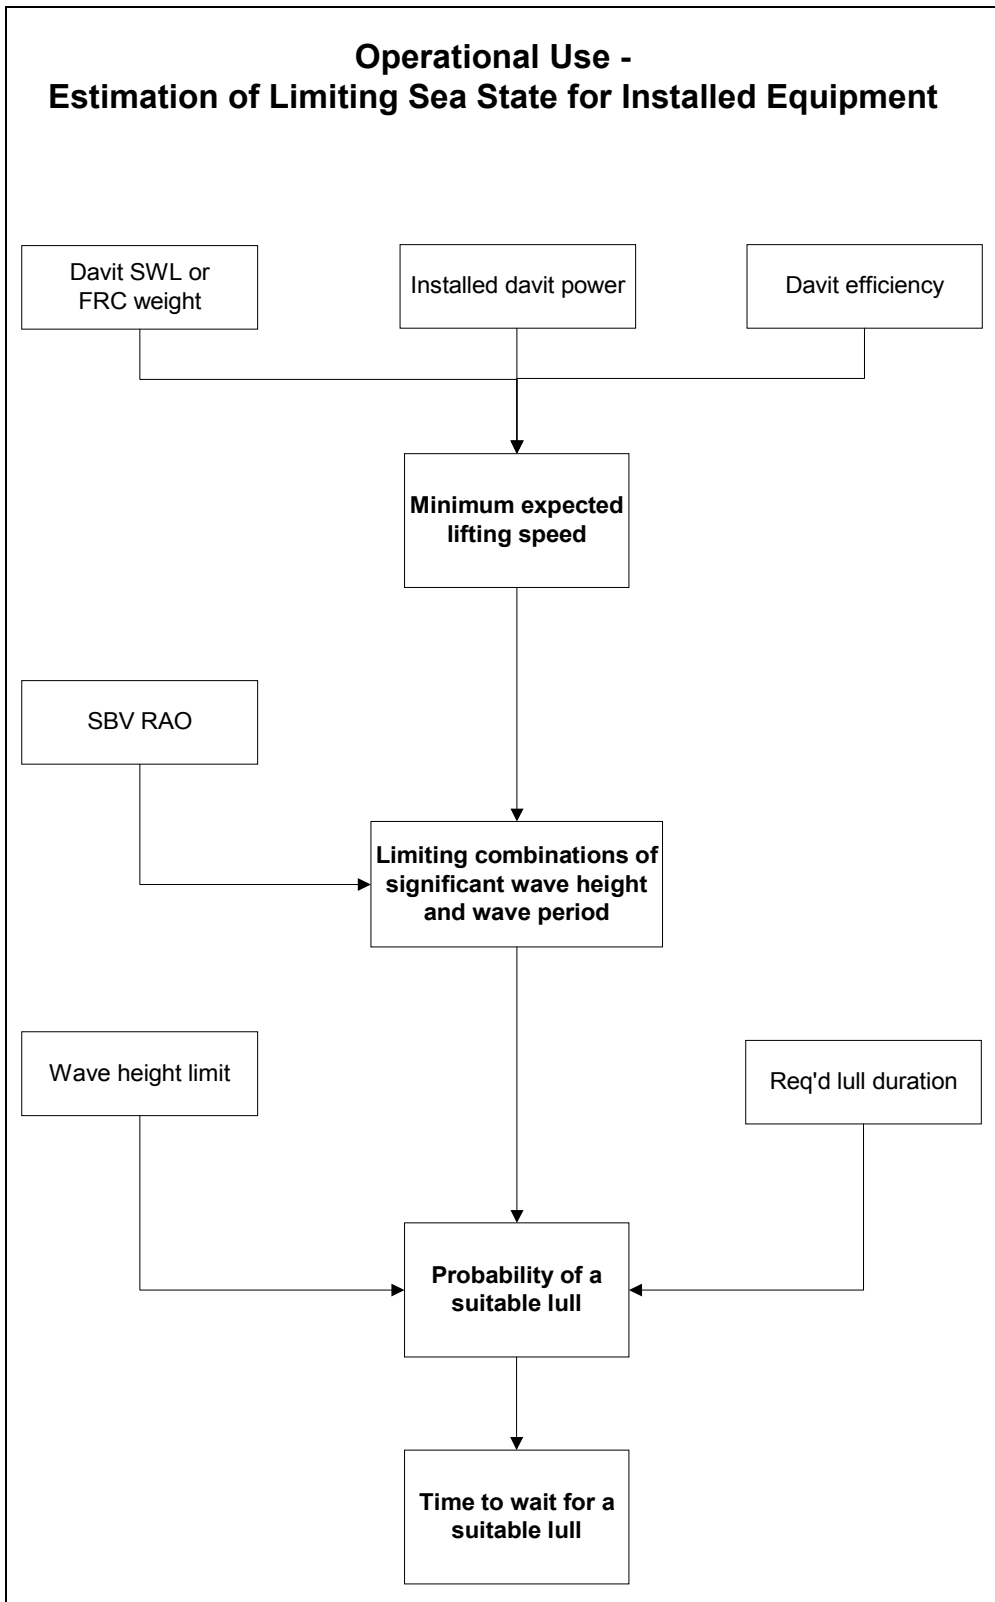 Operational Use -
Estimation of Limiting Sea State for Installed Equipment
Davit SWL or
FRC weight
Installed davit power
Davit efficiency
Minimum expected
lifting speed
SBV RAO
Limiting combinations of
significant wave height
and wave period
Wave height limit
Req'd lull duration
Probability of a
suitable lull
Time to wait for a
suitable lull